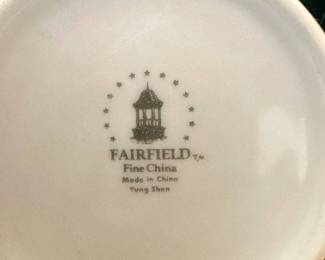 FAIRFIELD™
Fine China
Made in China
Yung Shen